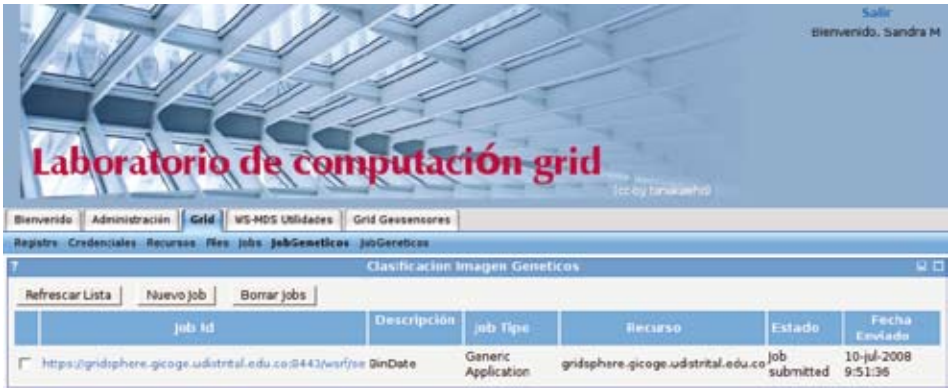 Salir
Bienvenido, Sandra M
Laboratorio de computación grid
Bienvenido Administración Grid WS-MDS Utilidades Grid Geosensores
Registro Credenciales Recursos Files Jobs JobGeneticos JobGereticos
? Clasificacion Imagen Geneticos
Refrescar Lista Nuevo Job Borrar Jobs
Job Id Descripción Job Tipo Recurso Estado Fecha Enviado
https://gridsphere.gicoge.udistrital.edu.co:8443/wsrf/se BinDate Generic Application gridsphere.gicoge.udistrital.edu.co Job submitted 10-jul-2008 9:51:36